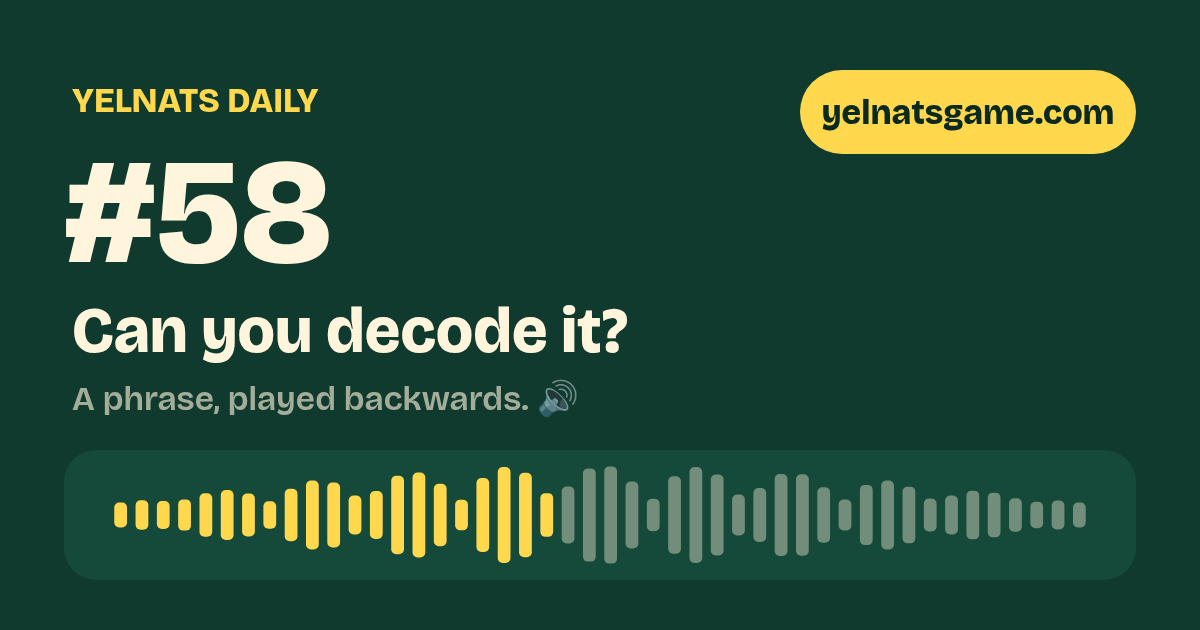 YELNATS DAILY
yelnatsgame.com
#58
Can you decode it?
A phrase, played backwards. 🔊